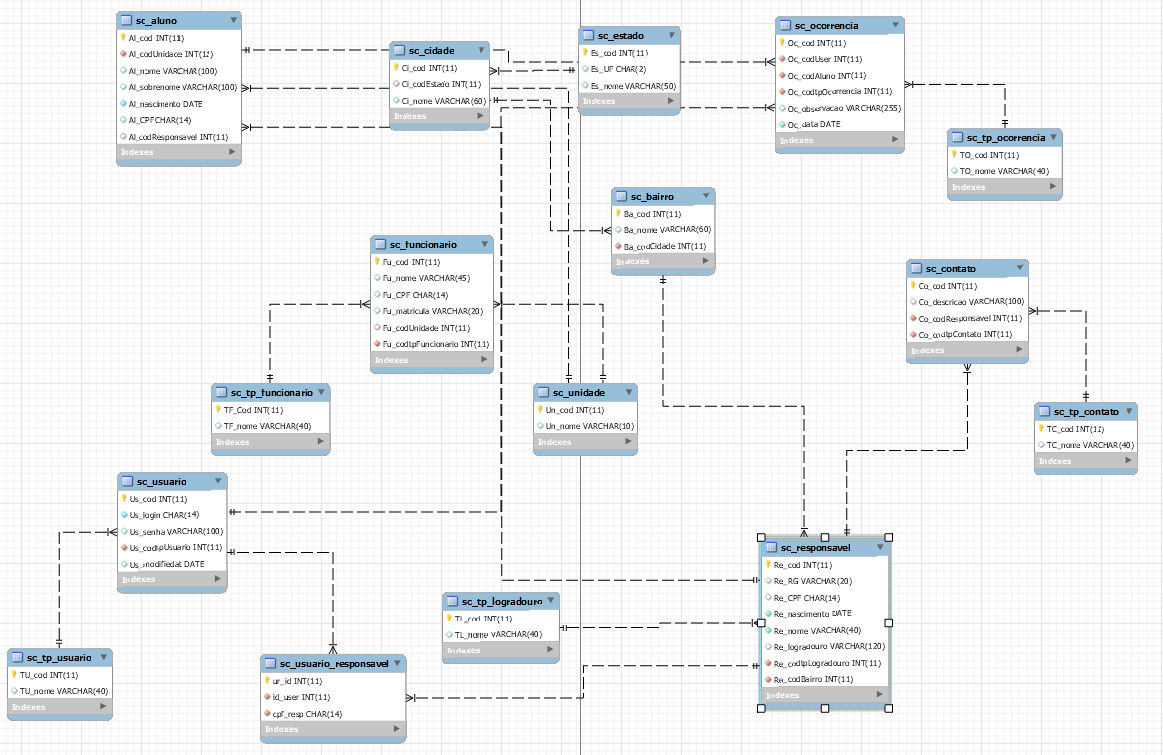 sc_aluno
Al_cod INT(11)
Al_codUnidade INT(12)
Al_nome VARCHAR(100)
Al_sobrenome VARCHAR(100)
Al_nascimento DATE
Al_CPF CHAR(14)
Al_codResponsavel INT(11)
Indexes
sc_cidade
Ci_cod INT(11)
Ci_codEstado INT(11)
Ci_nome VARCHAR(60)
Indexes
sc_estado
Es_cod INT(11)
Es_UF CHAR(2)
Es_nome VARCHAR(50)
Indexes
sc_ocorrencia
Oc_cod INT(11)
Oc_codUser INT(11)
Oc_codAluno INT(11)
Oc_codtpOcorrencia INT(11)
Oc_observacao VARCHAR(255)
Oc_data DATE
Indexes
sc_tp_ocorrencia
TO_cod INT(11)
TO_nome VARCHAR(40)
Indexes
sc_bairro
Ba_cod INT(11)
Ba_nome VARCHAR(60)
Ba_codCidade INT(11)
Indexes
sc_funcionario
Fu_cod INT(11)
Fu_nome VARCHAR(45)
Fu_CPF CHAR(14)
Fu_matricula VARCHAR(20)
Fu_codUnidade INT(11)
Fu_codtpFuncionario INT(11)
Indexes
sc_contato
Co_cod INT(11)
Co_descricao VARCHAR(100)
Co_codResponsavel INT(11)
Co_codtpContato INT(11)
Indexes
sc_tp_funcionario
TF_Cod INT(11)
TF_nome VARCHAR(40)
Indexes
sc_unidade
Un_cod INT(11)
Un_nome VARCHAR(10)
Indexes
sc_tp_contato
TC_cod INT(12)
TC_nome VARCHAR(40)
Indexes
sc_usuario
Us_cod INT(11)
Us_login CHAR(14)
Us_senha VARCHAR(100)
Us_codtpUsuario INT(11)
Us_modifiedat DATE
Indexes
sc_responsavel
Re_cod INT(11)
Re_RG VARCHAR(20)
Re_CPF CHAR(14)
Re_nascimento DATE
Re_nome VARCHAR(40)
Re_logradouro VARCHAR(120)
Re_codtpLogradouro INT(11)
Re_codBairro INT(11)
Indexes
sc_tp_logradouro
TL_cod INT(11)
TL_nome VARCHAR(40)
Indexes
sc_tp_usuario
TU_cod INT(11)
TU_nome VARCHAR(40)
Indexes
sc_usuario_responsavel
ur_id INT(11)
id_user INT(11)
cpf_resp CHAR(14)
Indexes